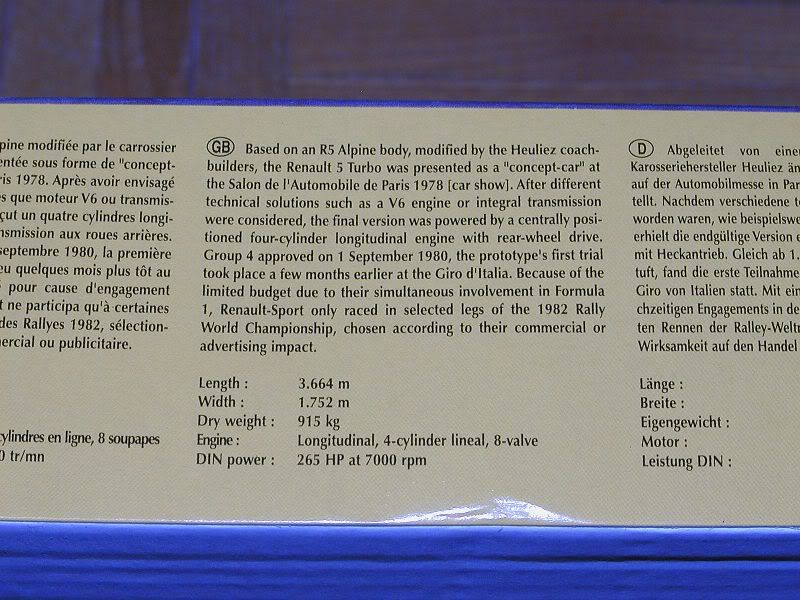 pine modifiée par le carrossier
entée sous forme de "concept-
ris 1978. Après avoir envisagé
s que moteur V6 ou transmis-
çut un quatre cylindres longi-
nsmission aux roues arrières.
septembre 1980, la première
eu quelques mois plus tôt au
pour cause d'engagement
t ne participa qu'à certaines
des Rallyes 1982, sélection-
ercial ou publicitaire.
cylindres en ligne, 8 soupapes
0 tr/mn
GB Based on an R5 Alpine body, modified by the Heuliez coach-
builders, the Renault 5 Turbo was presented as a "concept-car" at
the Salon de l'Automobile de Paris 1978 [car show]. After different
technical solutions such as a V6 engine or integral transmission
were considered, the final version was powered by a centrally posi-
tioned four-cylinder longitudinal engine with rear-wheel drive.
Group 4 approved on 1 September 1980, the prototype's first trial
took place a few months earlier at the Giro d'Italia. Because of the
limited budget due to their simultaneous involvement in Formula
1, Renault-Sport only raced in selected legs of the 1982 Rally
World Championship, chosen according to their commercial or
advertising impact.
Length : 3.664 m
Width : 1.752 m
Dry weight : 915 kg
Engine : Longitudinal, 4-cylinder lineal, 8-valve
DIN power : 265 HP at 7000 rpm
D Abgeleitet von einer
Karosseriehersteller Heuliez än
auf der Automobilmesse in Par
tellt. Nachdem verschiedene t
worden waren, wie beispielswe
erhielt die endgültige Version e
mit Heckantrieb. Gleich ab 1.
tuft, fand die erste Teilnahme
Giro von Italien statt. Mit ein
chzeitigen Engagements in de
ten Rennen der Ralley-Weltr
Wirksamkeit auf den Handel
Länge :
Breite :
Eigengewicht :
Motor :
Leistung DIN :